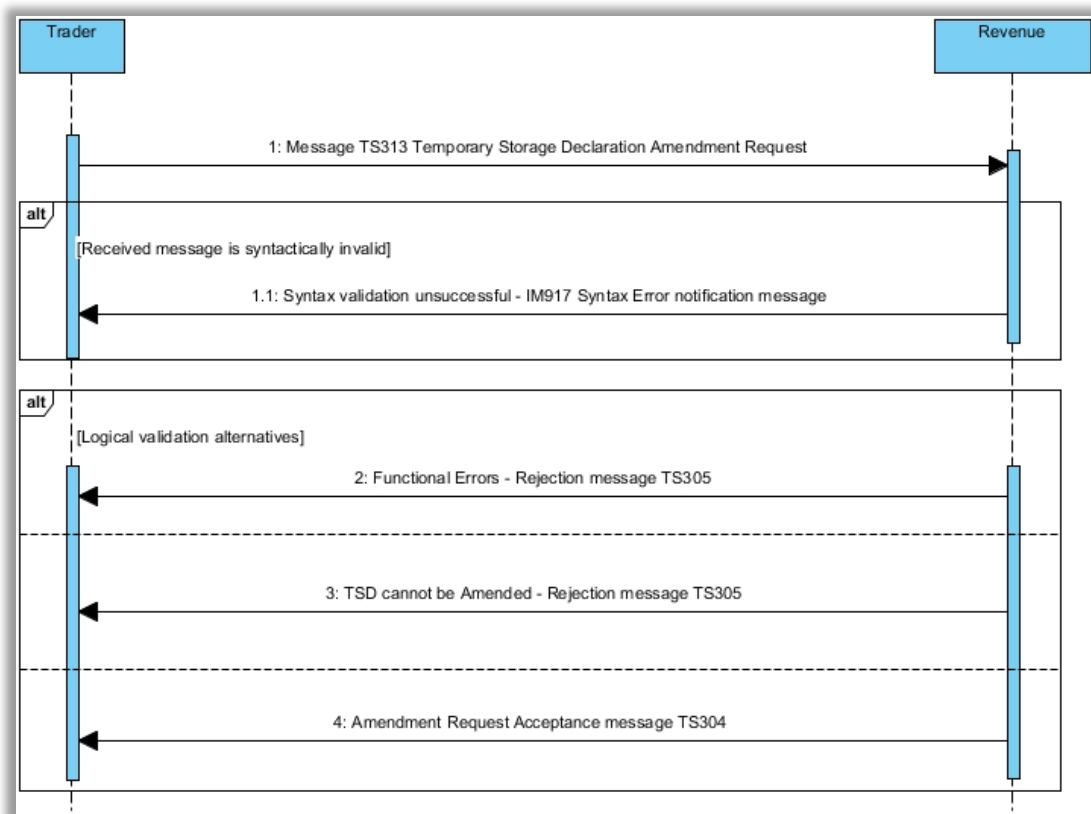 Trader
Revenue
1: Message TS313 Temporary Storage Declaration Amendment Request
alt
[Received message is syntactically invalid]
1.1: Syntax validation unsuccessful - IM917 Syntax Error notification message
alt
[Logical validation alternatives]
2: Functional Errors - Rejection message TS305
3: TSD cannot be Amended - Rejection message TS305
4: Amendment Request Acceptance message TS304